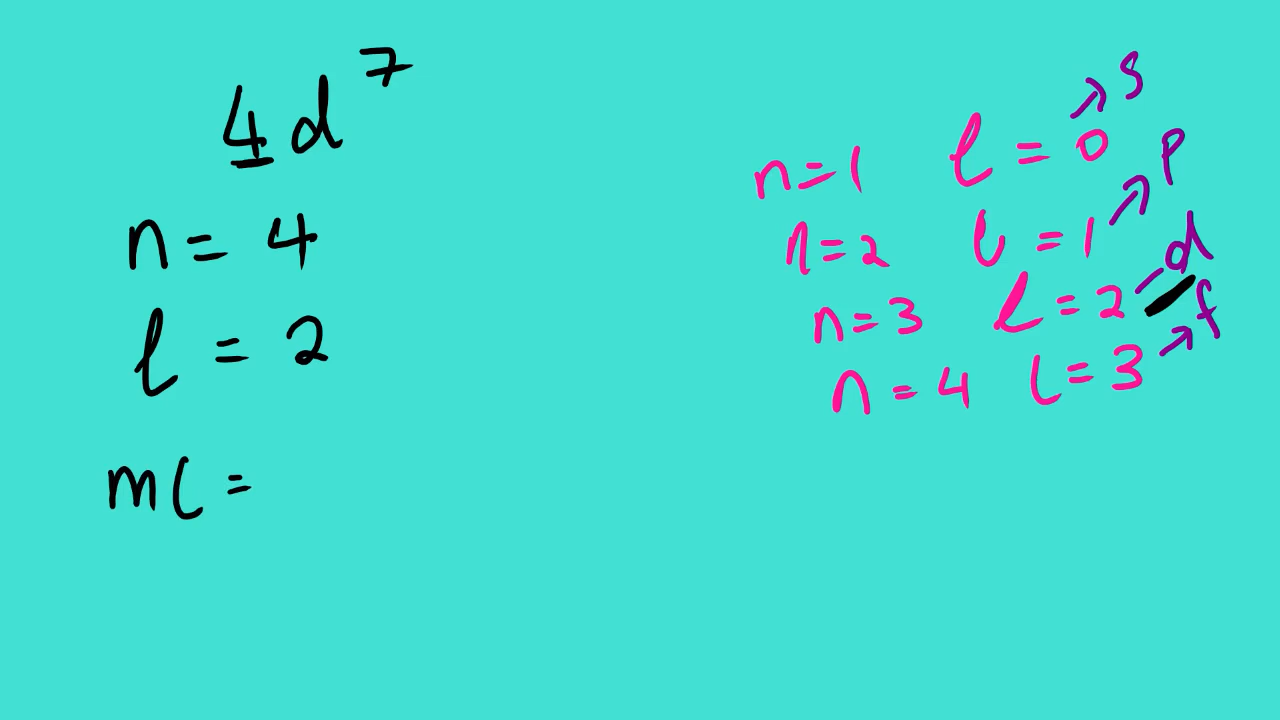 4d⁷
n = 4
l = 2
ml =
n=1 l = 0 → s
n=2 l = 1 → p
n=3 l = 2 – d
n=4 l = 3 → f